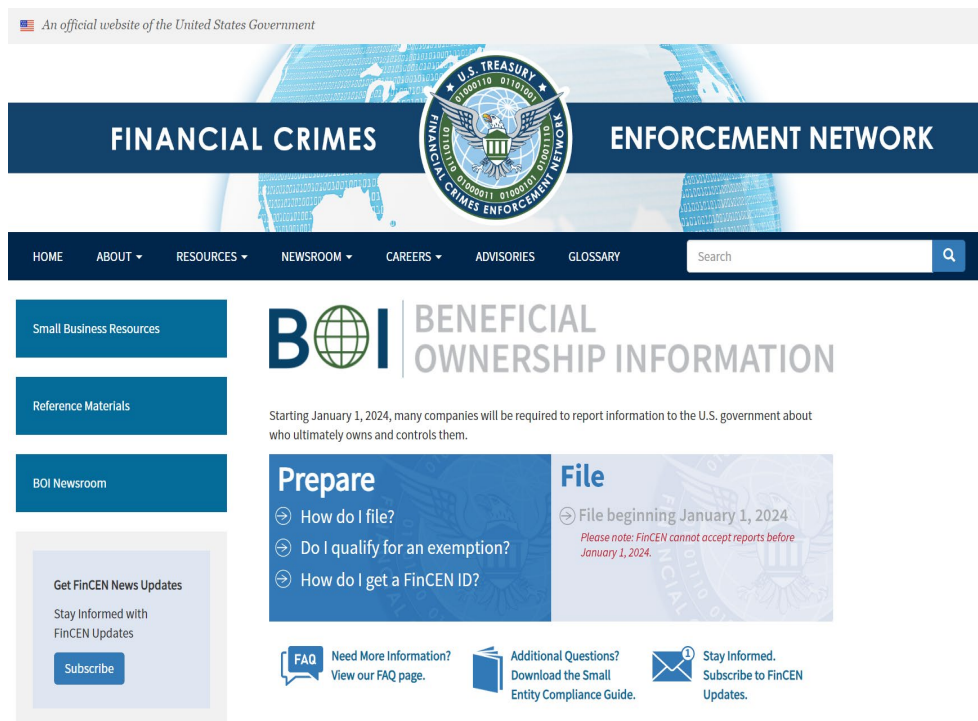 An official website of the United States Government
FINANCIAL CRIMES
ENFORCEMENT NETWORK
U.S. TREASURY
FINANCIAL CRIMES ENFORCEMENT NETWORK
HOME ABOUT RESOURCES NEWSROOM CAREERS ADVISORIES GLOSSARY Search
Small Business Resources
Reference Materials
BOI Newsroom
Get FinCEN News Updates
Stay Informed with
FinCEN Updates
Subscribe
BOI
BENEFICIAL
OWNERSHIP INFORMATION
Starting January 1, 2024, many companies will be required to report information to the U.S. government about
who ultimately owns and controls them.
Prepare
How do I file?
Do I qualify for an exemption?
How do I get a FinCEN ID?
File
File beginning January 1, 2024
Please note: FinCEN cannot accept reports before
January 1, 2024.
FAQ
Need More Information?
View our FAQ page.
Additional Questions?
Download the Small
Entity Compliance Guide.
1
Stay Informed.
Subscribe to FinCEN
Updates.